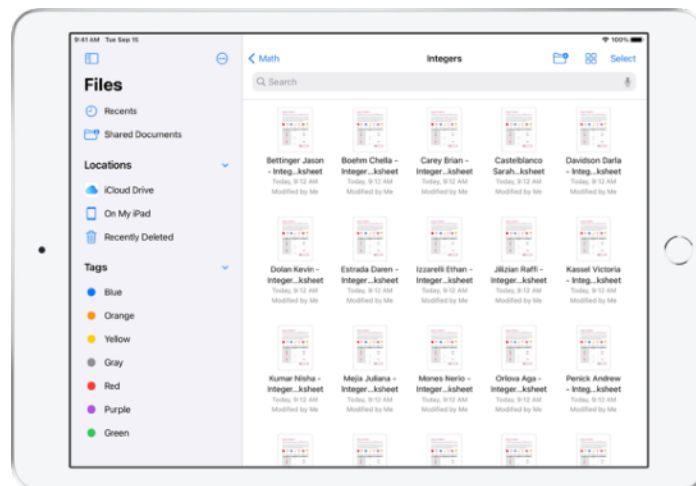 9:41 AM Tue Sep 15
100%
Files
Recents
Shared Documents
Locations
iCloud Drive
On My iPad
Recently Deleted
Tags
Blue
Orange
Yellow
Gray
Red
Purple
Green
Math
Integers
Select
Search
Bettinger Jason
- Integ...ksheet
Today, 9:12 AM
Modified by Me
Boehm Chella -
Integer...ksheet
Today, 9:12 AM
Modified by Me
Carey Brian -
Integer...ksheet
Today, 9:12 AM
Modified by Me
Castelblanco
Sarah...ksheet
Today, 9:12 AM
Modified by Me
Davidson Darla
- Integ...ksheet
Today, 9:12 AM
Modified by Me
Dolan Kevin -
Integer...ksheet
Today, 9:12 AM
Modified by Me
Estrada Daren -
Integer...ksheet
Today, 9:12 AM
Modified by Me
Izzarelli Ethan -
Integer...ksheet
Today, 9:12 AM
Modified by Me
Jilizian Raffi -
Integer...ksheet
Today, 9:12 AM
Modified by Me
Kassel Victoria
- Integ...ksheet
Today, 9:12 AM
Modified by Me
Kumar Nisha -
Integer...ksheet
Today, 9:12 AM
Modified by Me
Mejia Juliana -
Integer...ksheet
Today, 9:12 AM
Modified by Me
Mones Nerio -
Integer...ksheet
Today, 9:12 AM
Modified by Me
Orlova Aga -
Integer...ksheet
Today, 9:12 AM
Modified by Me
Penick Andrew
- Integ...ksheet
Today, 9:12 AM
Modified by Me